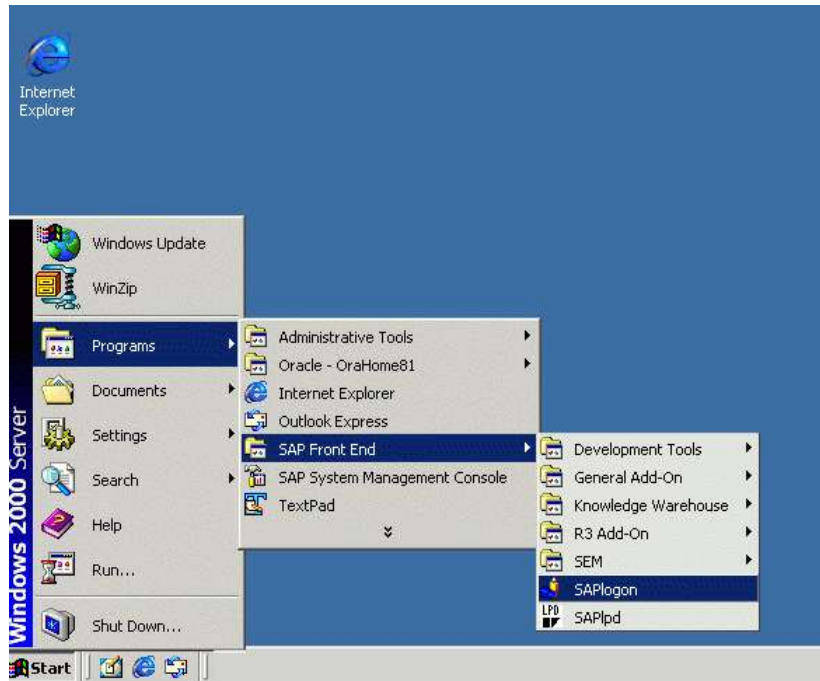 Internet
Explorer
Windows Update
WinZip
Programs
Documents
Settings
Search
Help
Run...
Shut Down...
Windows 2000 Server
Administrative Tools
Oracle - OraHome81
Internet Explorer
Outlook Express
SAP Front End
SAP System Management Console
TextPad
Development Tools
General Add-On
Knowledge Warehouse
R3 Add-On
SEM
SAPlogon
LPD
SAPlpd
Start